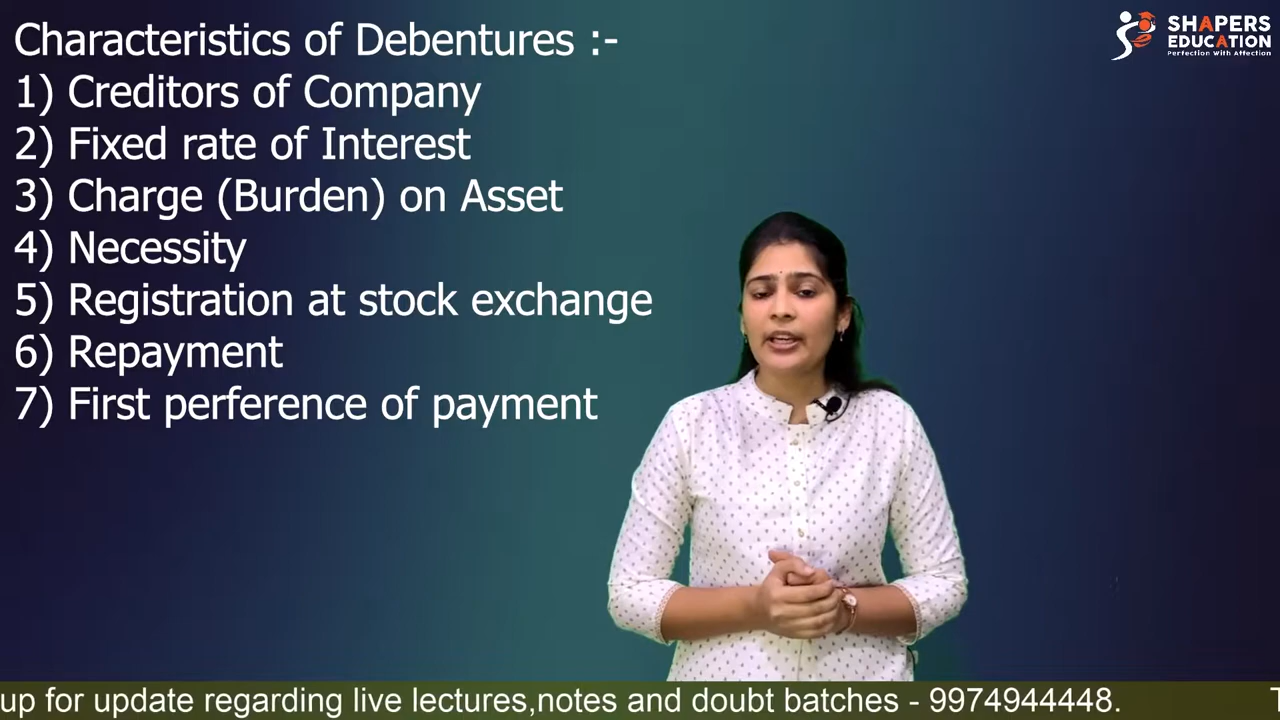 Characteristics of Debentures :-
1) Creditors of Company
2) Fixed rate of Interest
3) Charge (Burden) on Asset
4) Necessity
5) Registration at stock exchange
6) Repayment
7) First perference of payment
SHAPERS
EDUCATION
Perfection With Affection
up for update regarding live lectures,notes and doubt batches - 9974944448. T